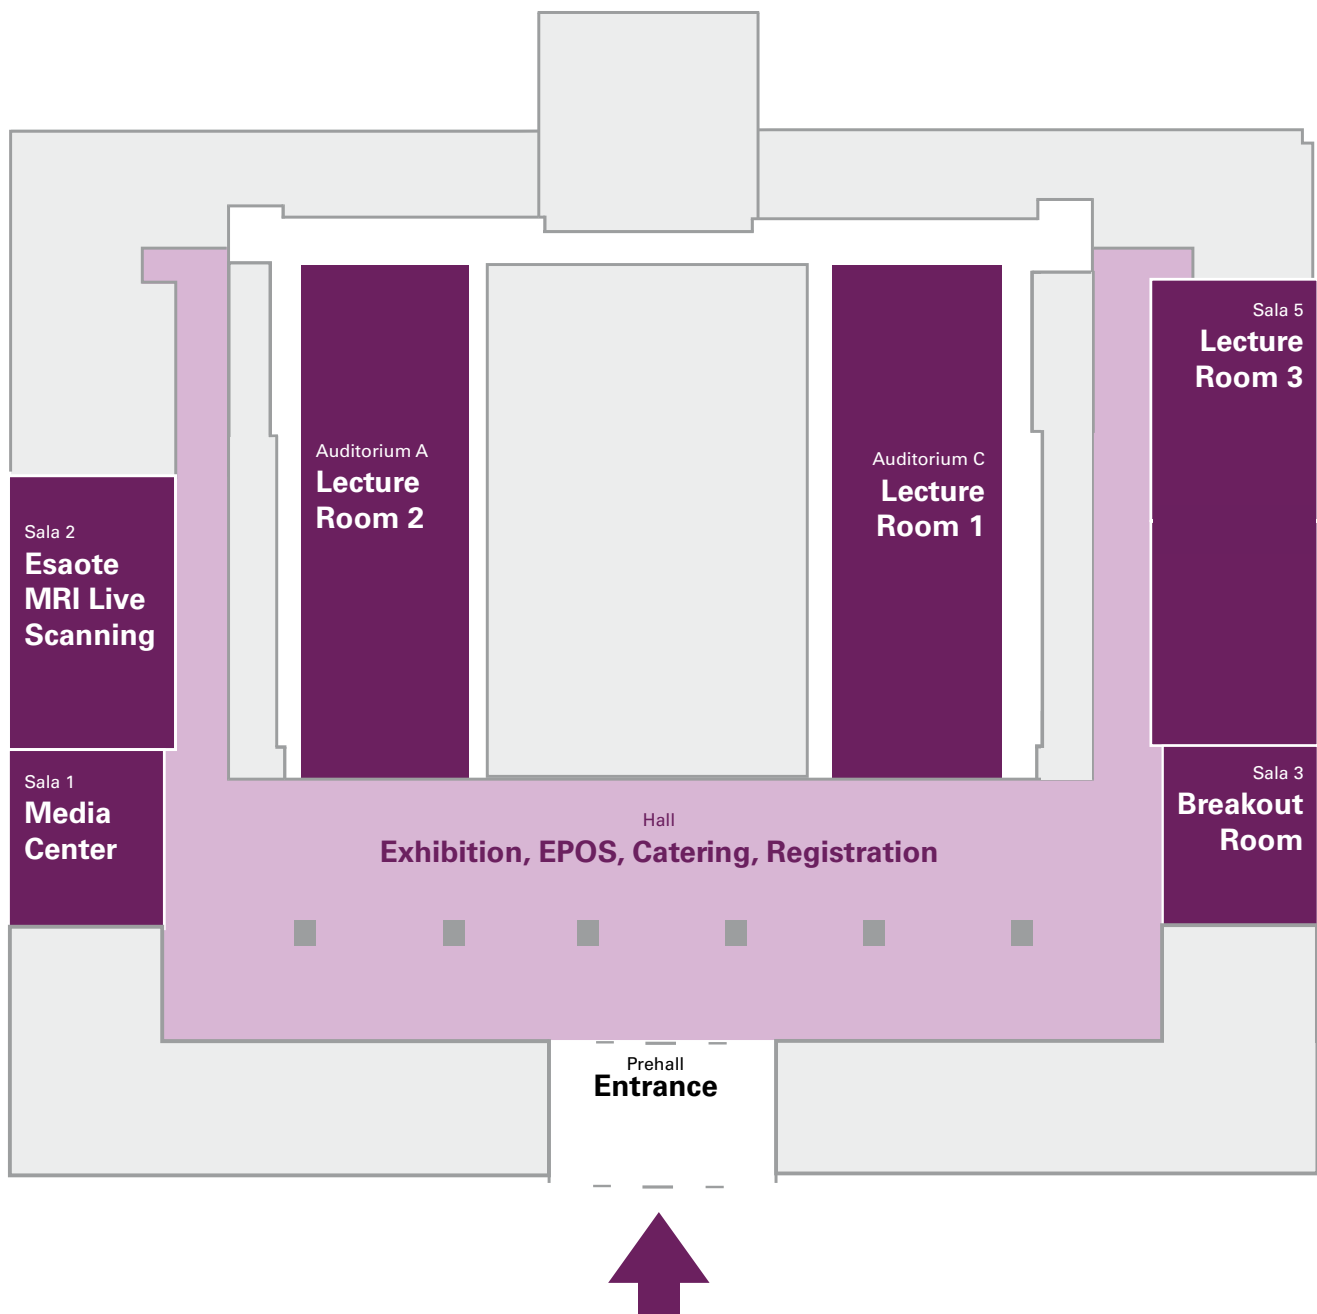 Sala 5
Lecture
Room 3
Auditorium A
Lecture
Room 2
Auditorium C
Lecture
Room 1
Sala 2
Esaote
MRI Live
Scanning
Sala 1
Media
Center
Sala 3
Breakout
Room
Hall
Exhibition, EPOS, Catering, Registration
Prehall
Entrance